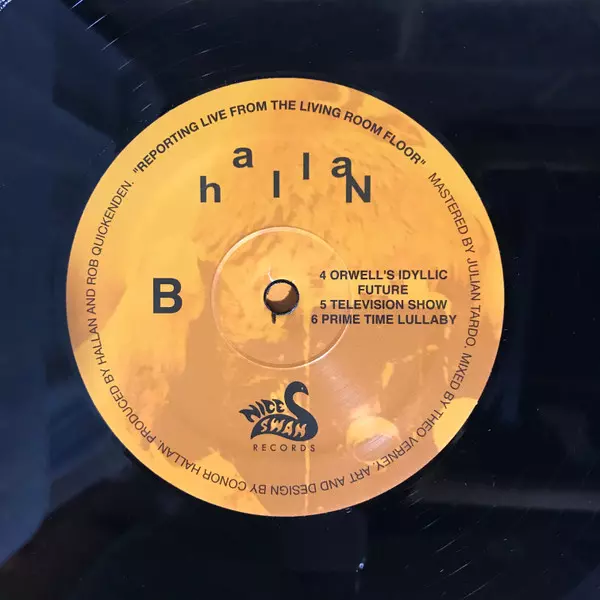 "REPORTING LIVE FROM THE LIVING ROOM FLOOR"
MASTERED BY JULIAN TARDO. MIXED BY THEO VERNEY. ART AND DESIGN BY CONOR HALLAN. PRODUCED BY HALLAN AND ROB QUICKENDEN.
hallaN
B
4 ORWELL'S IDYLLIC
FUTURE
5 TELEVISION SHOW
6 PRIME TIME LULLABY
NICE
SWAN
RECORDS